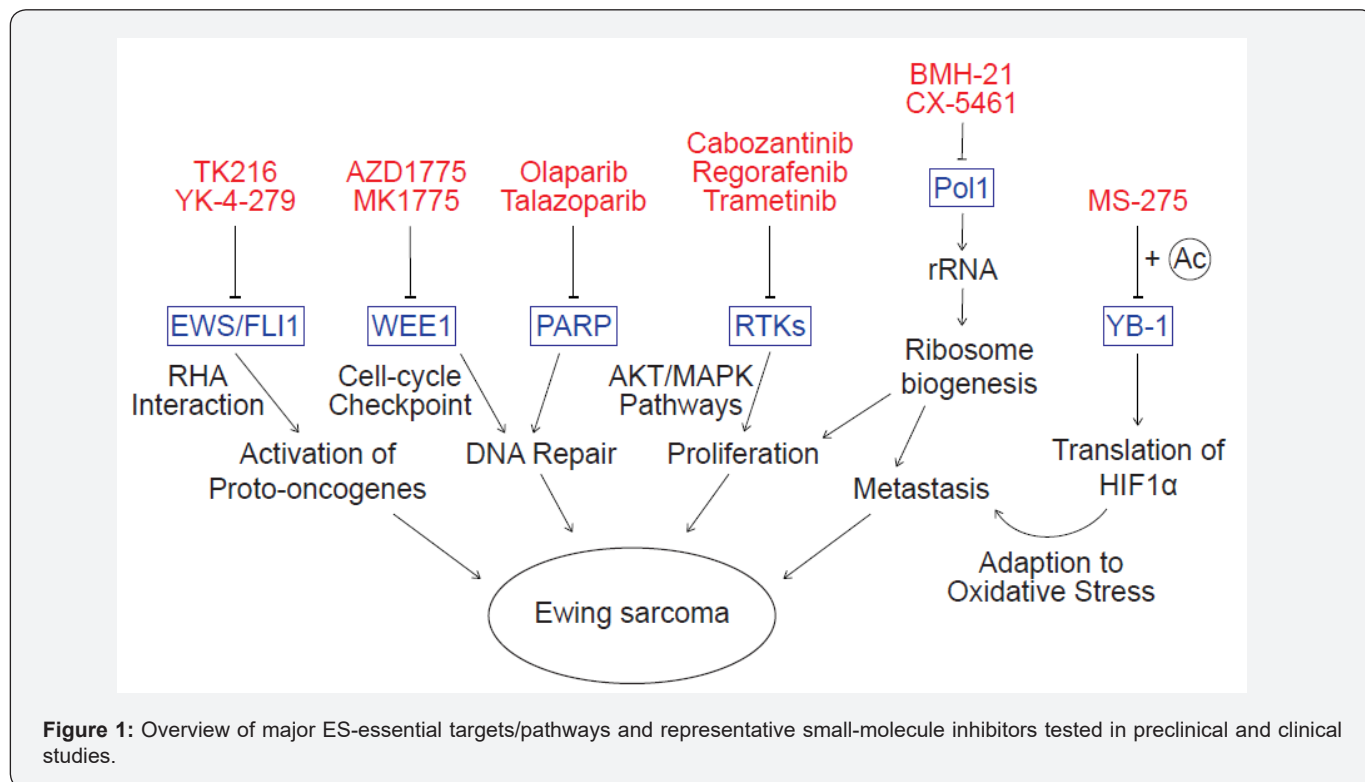 BMH-21
CX-5461
TK216
YK-4-279
AZD1775
MK1775
Olaparib
Talazoparib
Cabozantinib
Regorafenib
Trametinib
Pol1
MS-275
+ Ac
rRNA
EWS/FLI1
WEE1
PARP
RTKs
YB-1
RHA
Interaction
Cell-cycle
Checkpoint
AKT/MAPK
Pathways
Ribosome
biogenesis
Activation of
Proto-oncogenes
DNA Repair
Proliferation
Metastasis
Translation of
HIF1α
Adaption to
Oxidative Stress
Ewing sarcoma
Figure 1: Overview of major ES-essential targets/pathways and representative small-molecule inhibitors tested in preclinical and clinical
studies.